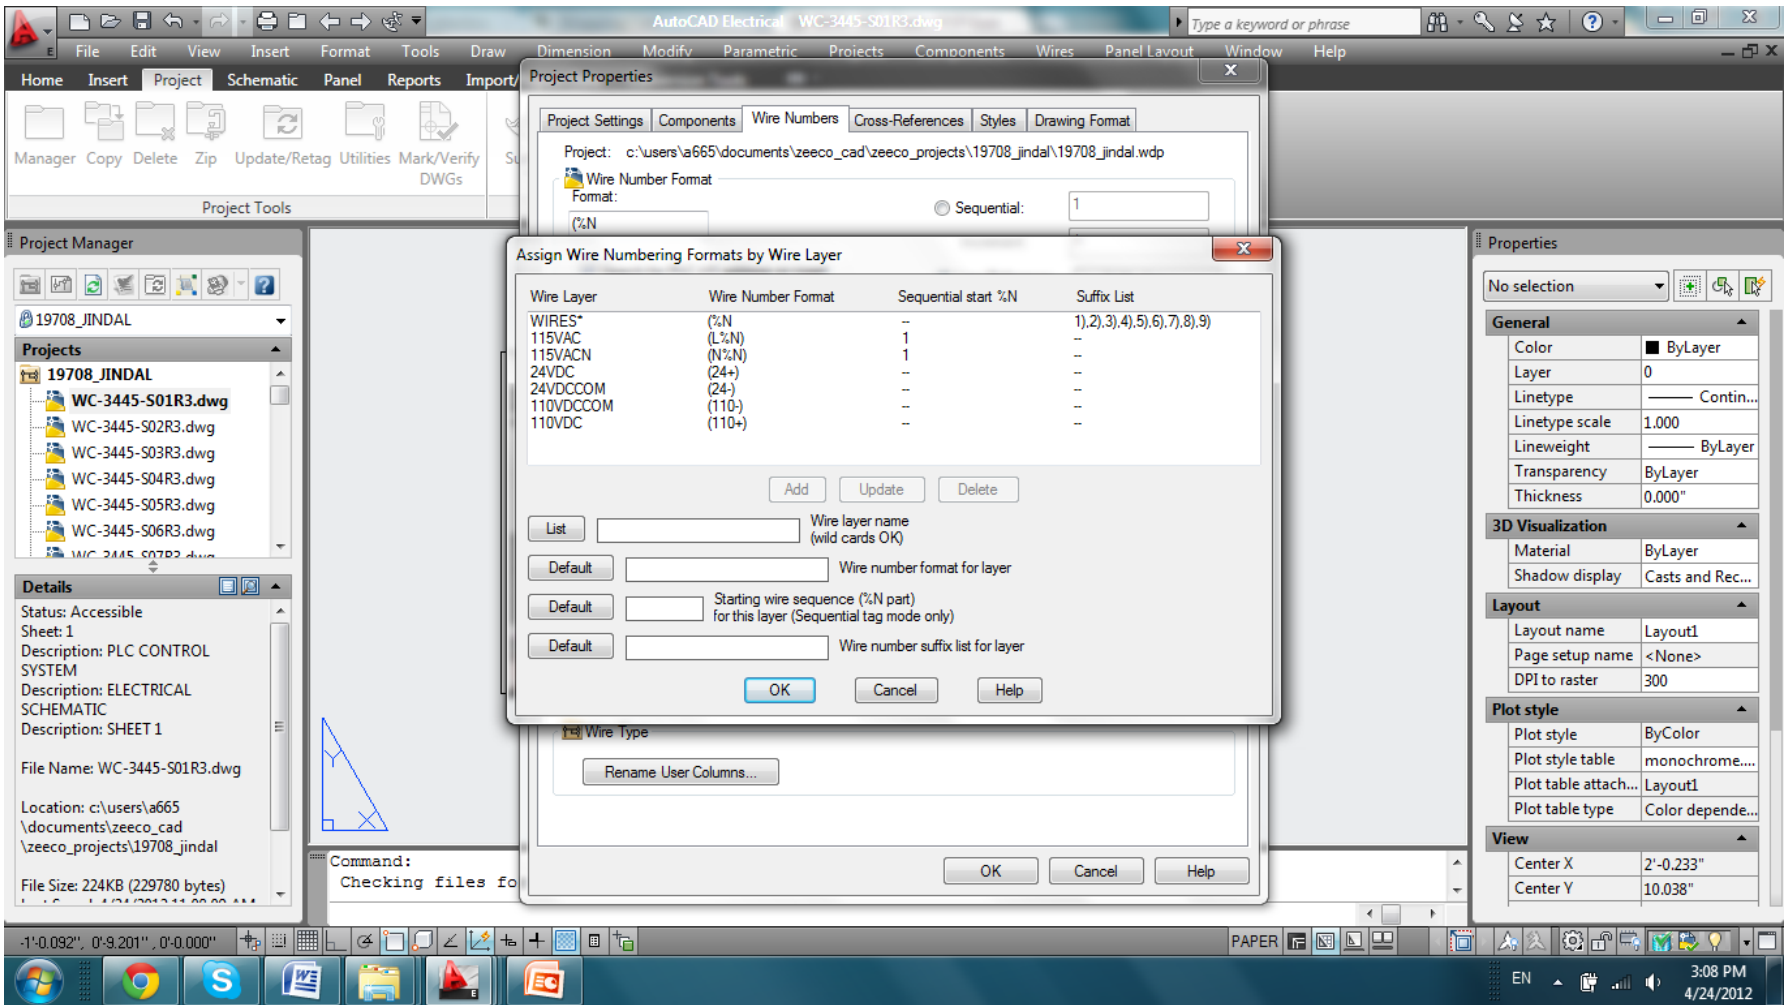 AutoCAD Electrical WC-3445-S01R3.dwg
Type a keyword or phrase
File Edit View Insert Format Tools Draw Dimension Modify Parametric Projects Components Wires Panel Layout Window Help
Home Insert Project Schematic Panel Reports Import/
Manager Copy Delete Zip Update/Retag Utilities Mark/Verify
DWGs
Project Tools
Project Properties
Project Settings Components Wire Numbers Cross-References Styles Drawing Format
Project: c:\users\a665\documents\zeeco_cad\zeeco_projects\19708_jindal\19708_jindal.wdp
Wire Number Format
Format:
(%N
Sequential: 1
Assign Wire Numbering Formats by Wire Layer
Wire Layer Wire Number Format Sequential start %N Suffix List
WIRES* (%N -- 1),2),3),4),5),6),7),8),9)
115VAC (L%N) 1 --
115VACN (N%N) 1 --
24VDC (24+) -- --
24VDCCOM (24-) -- --
110VDCCOM (110-) -- --
110VDC (110+) -- --
Add Update Delete
List Wire layer name
(wild cards OK)
Default Wire number format for layer
Default Starting wire sequence (%N part)
for this layer (Sequential tag mode only)
Default Wire number suffix list for layer
OK Cancel Help
Wire Type
Rename User Columns...
OK Cancel Help
Project Manager
19708_JINDAL
Projects
19708_JINDAL
WC-3445-S01R3.dwg
WC-3445-S02R3.dwg
WC-3445-S03R3.dwg
WC-3445-S04R3.dwg
WC-3445-S05R3.dwg
WC-3445-S06R3.dwg
WC-3445-S07R3.dwg
Details
Status: Accessible
Sheet: 1
Description: PLC CONTROL
SYSTEM
Description: ELECTRICAL
SCHEMATIC
Description: SHEET 1
File Name: WC-3445-S01R3.dwg
Location: c:\users\a665
\documents\zeeco_cad
\zeeco_projects\19708_jindal
File Size: 224KB (229780 bytes)
Y
X
Command:
Checking files fo
Properties
No selection
General
Color ByLayer
Layer 0
Linetype Contin...
Linetype scale 1.000
Lineweight ByLayer
Transparency ByLayer
Thickness 0.000"
3D Visualization
Material ByLayer
Shadow display Casts and Rec...
Layout
Layout name Layout1
Page setup name <None>
DPI to raster 300
Plot style
Plot style ByColor
Plot style table monochrome....
Plot table attach... Layout1
Plot table type Color depende...
View
Center X 2'-0.233"
Center Y 10.038"
-1'-0.092", 0'-9.201", 0'-0.000"
PAPER
EN
3:08 PM
4/24/2012